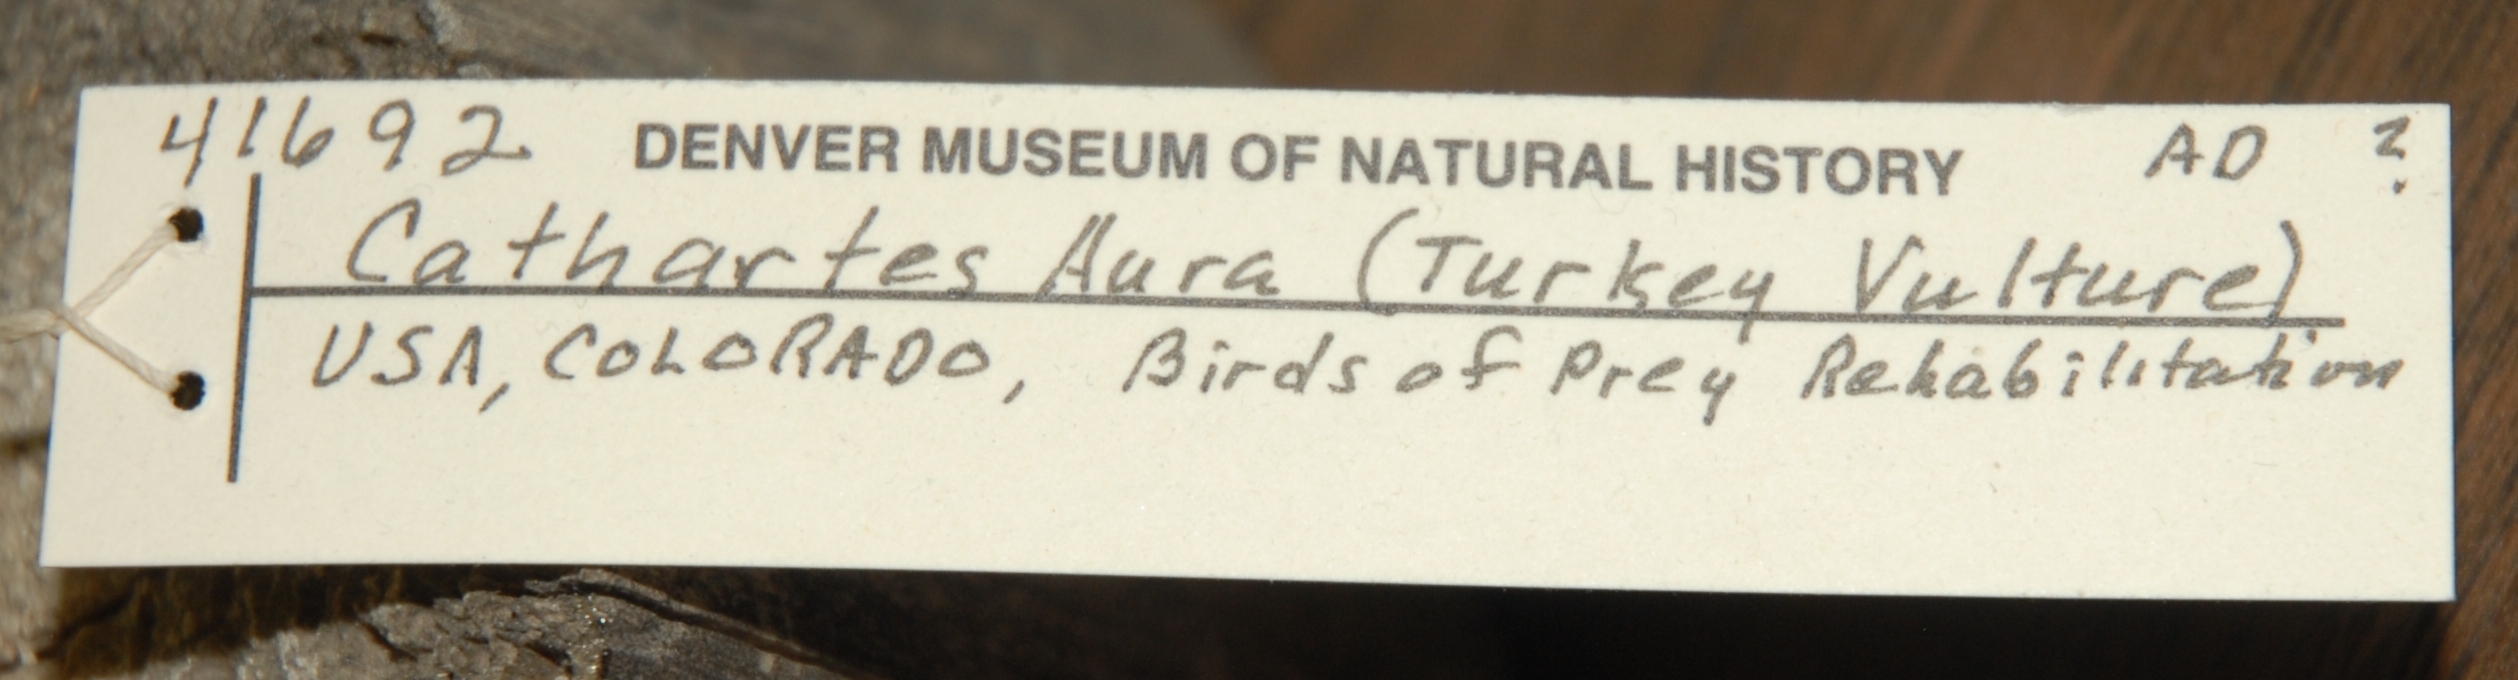 41692 DENVER MUSEUM OF NATURAL HISTORY AD ?
Cathartes Aura (Turkey Vulture)
USA, COLORADO, Birds of Prey Rehabilitation